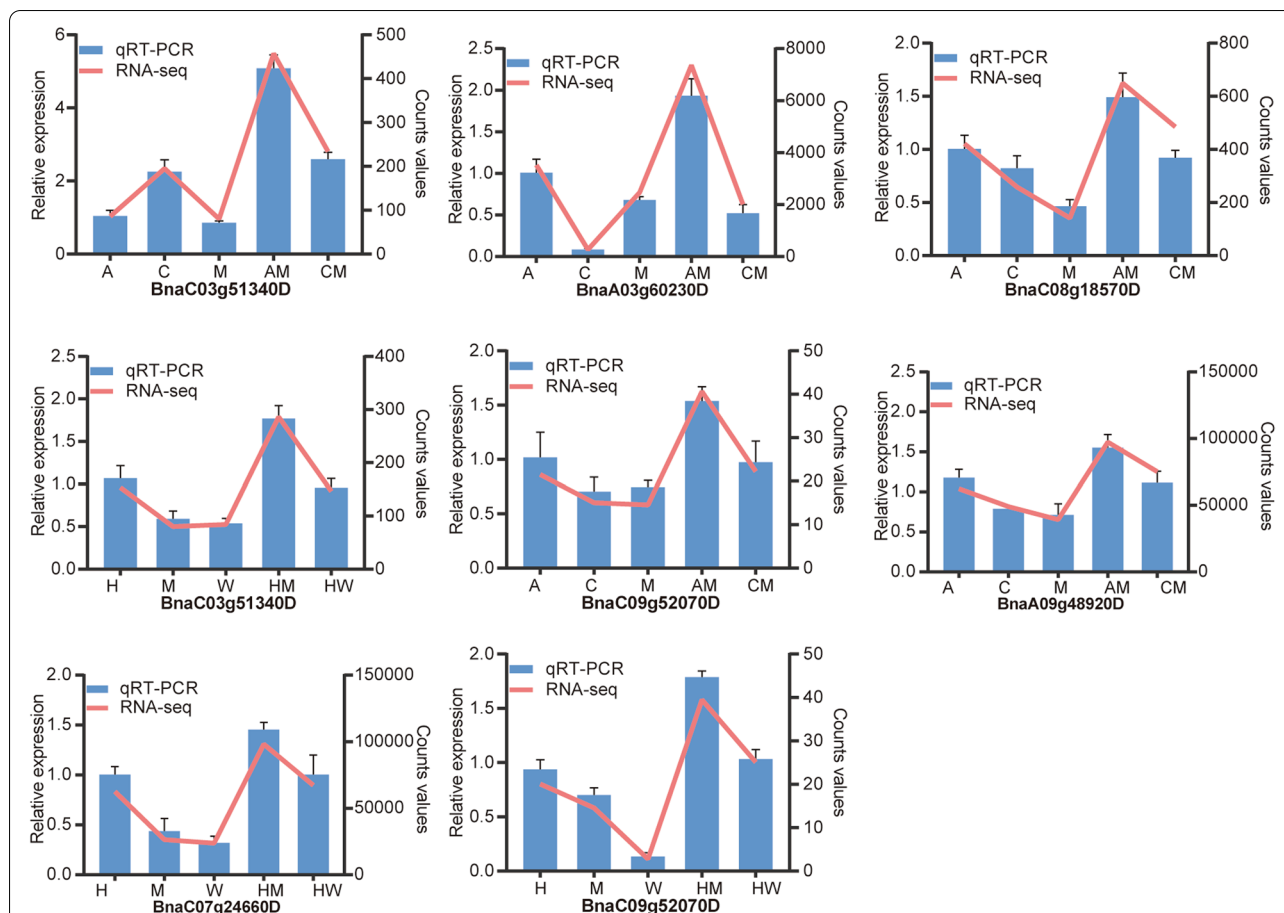 qRT-PCR
RNA-seq
Relative expression
6
4
2
0
500
400
300
200
100
0
Counts values
A C M AM CM
BnaC03g51340D
qRT-PCR
RNA-seq
Relative expression
2.5
2.0
1.5
1.0
0.5
0.0
8000
6000
4000
2000
0
Counts values
A C M AM CM
BnaA03g60230D
qRT-PCR
RNA-seq
Relative expression
2.0
1.5
1.0
0.5
0.0
800
600
400
200
0
Counts values
A C M AM CM
BnaC08g18570D
qRT-PCR
RNA-seq
Relative expression
2.5
2.0
1.5
1.0
0.5
0.0
400
300
200
100
0
Counts values
H M W HM HW
BnaC03g51340D
qRT-PCR
RNA-seq
Relative expression
2.0
1.5
1.0
0.5
0.0
50
40
30
20
10
0
Counts values
A C M AM CM
BnaC09g52070D
qRT-PCR
RNA-seq
Relative expression
2.5
2.0
1.5
1.0
0.5
0.0
150000
100000
50000
0
Counts values
A C M AM CM
BnaA09g48920D
qRT-PCR
RNA-seq
Relative expression
2.0
1.5
1.0
0.5
0.0
150000
100000
50000
0
Counts values
H M W HM HW
BnaC07g24660D
qRT-PCR
RNA-seq
Relative expression
2.0
1.5
1.0
0.5
0.0
50
40
30
20
10
0
Counts values
H M W HM HW
BnaC09g52070D